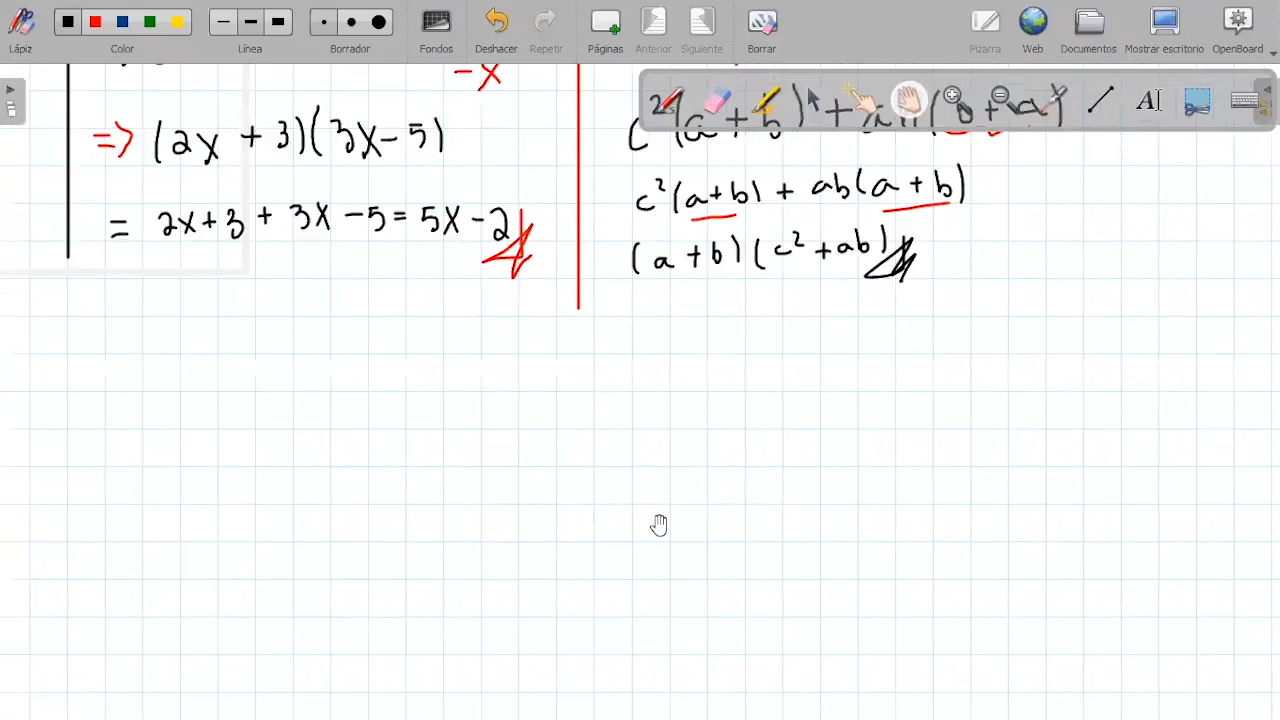 Lápiz Color Línea Borrador Fondos Deshacer Repetir Páginas Anterior Siguiente Borrar Pizarra Web Documentos Mostrar escritorio OpenBoard
-x
=> (2x + 3)(3x - 5)
= 2x + 3 + 3x - 5 = 5x - 2
(a + b) +
c²(a + b) + ab(a + b)
(a + b)(c² + ab)